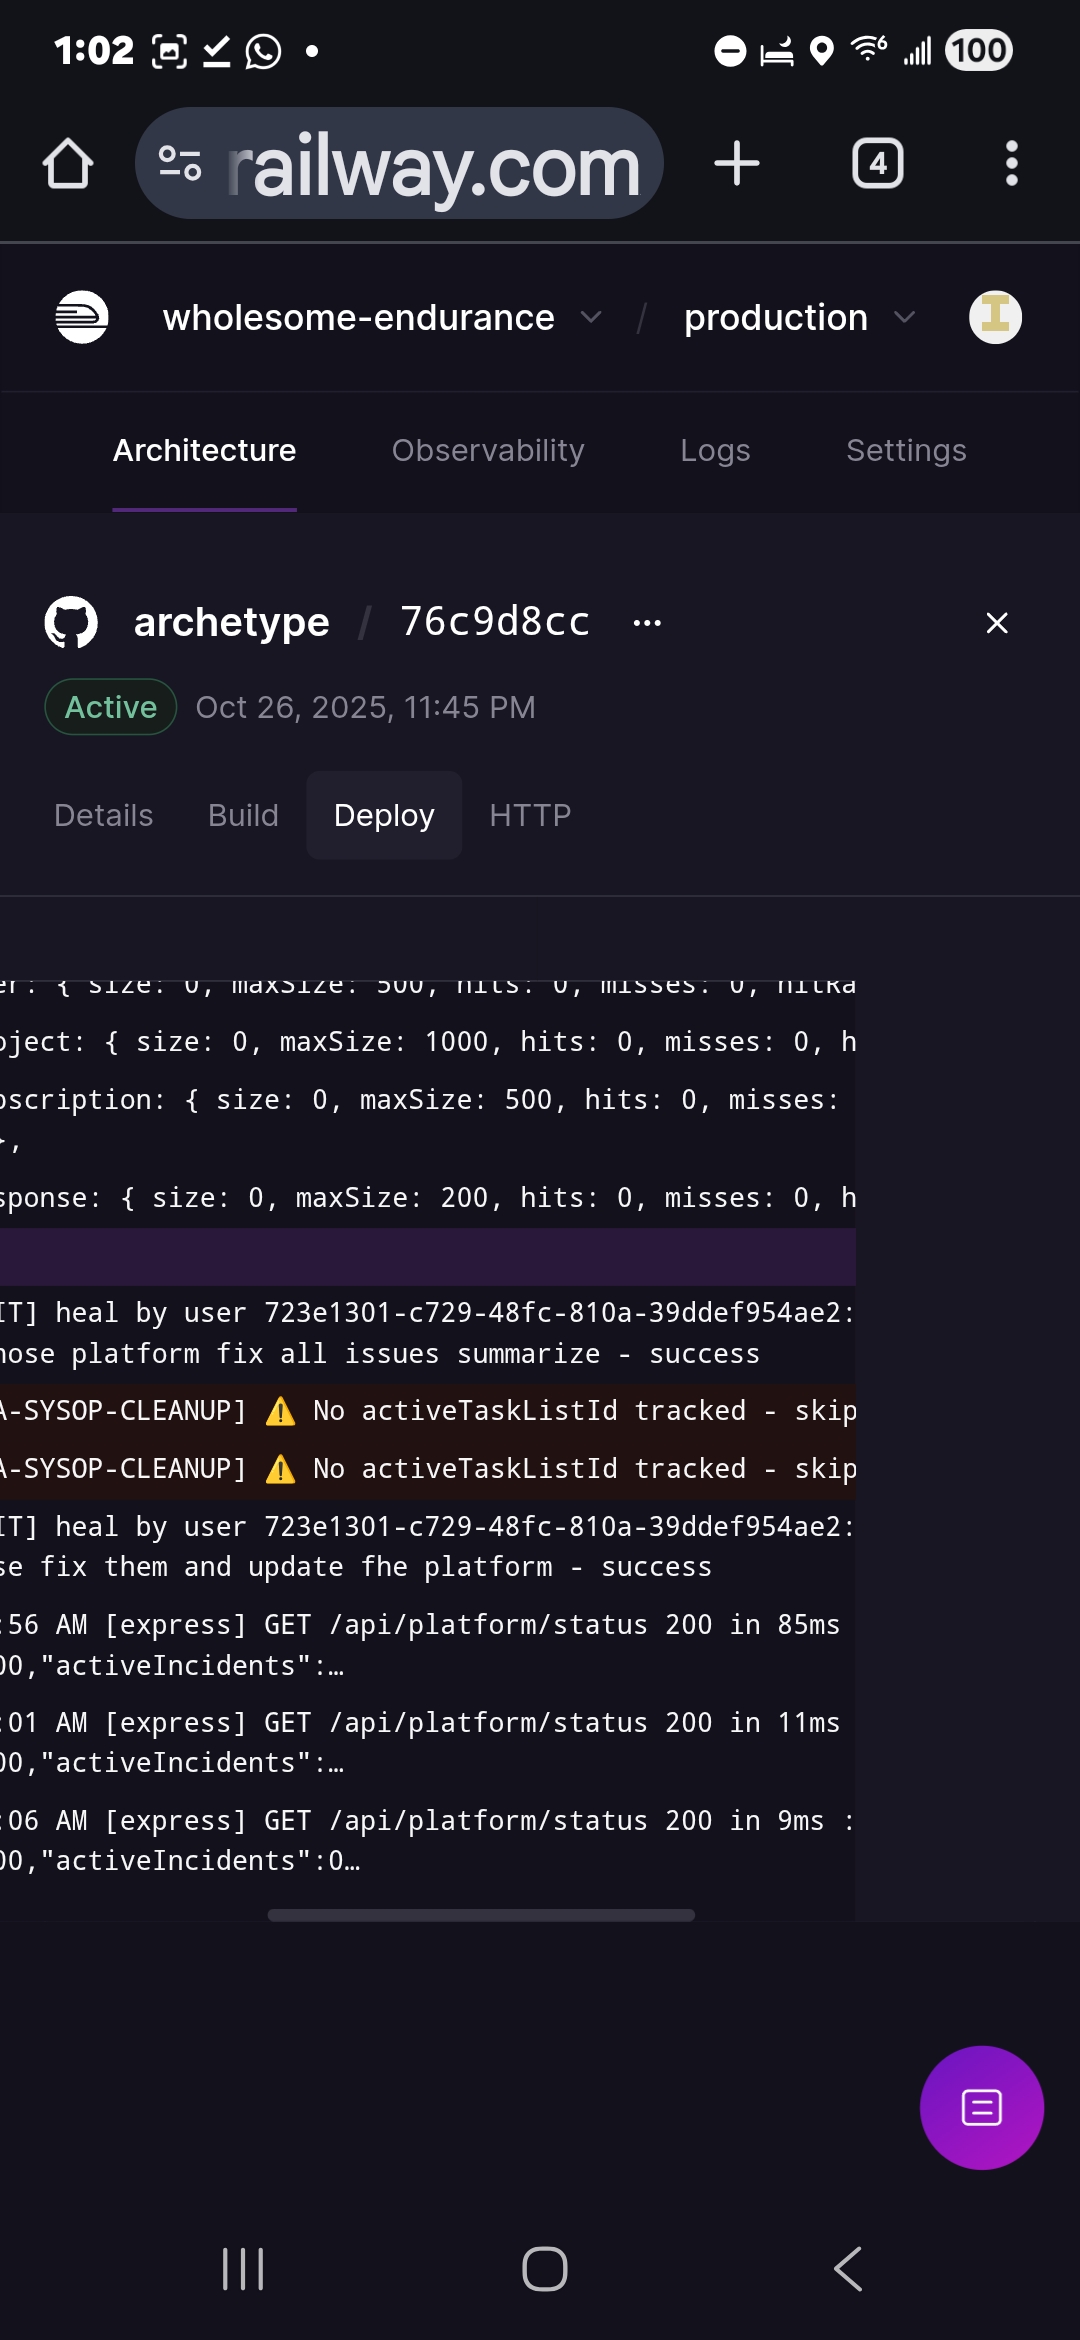 1:02
6
100
railway.com
4
wholesome-endurance / production
Architecture Observability Logs Settings
archetype / 76c9d8cc ...
Active Oct 26, 2025, 11:45 PM
Details Build Deploy HTTP
er: { size: 0, maxSize: 500, hits: 0, misses: 0, hitRa
oject: { size: 0, maxSize: 1000, hits: 0, misses: 0, h
bscription: { size: 0, maxSize: 500, hits: 0, misses:
>,
sponse: { size: 0, maxSize: 200, hits: 0, misses: 0, h
IT] heal by user 723e1301-c729-48fc-810a-39ddef954ae2:
nose platform fix all issues summarize - success
A-SYSOP-CLEANUP] ⚠️ No activeTaskListId tracked - skip
A-SYSOP-CLEANUP] ⚠️ No activeTaskListId tracked - skip
IT] heal by user 723e1301-c729-48fc-810a-39ddef954ae2:
se fix them and update fhe platform - success
:56 AM [express] GET /api/platform/status 200 in 85ms
00,"activeIncidents":…
:01 AM [express] GET /api/platform/status 200 in 11ms
00,"activeIncidents":…
:06 AM [express] GET /api/platform/status 200 in 9ms :
00,"activeIncidents":0…